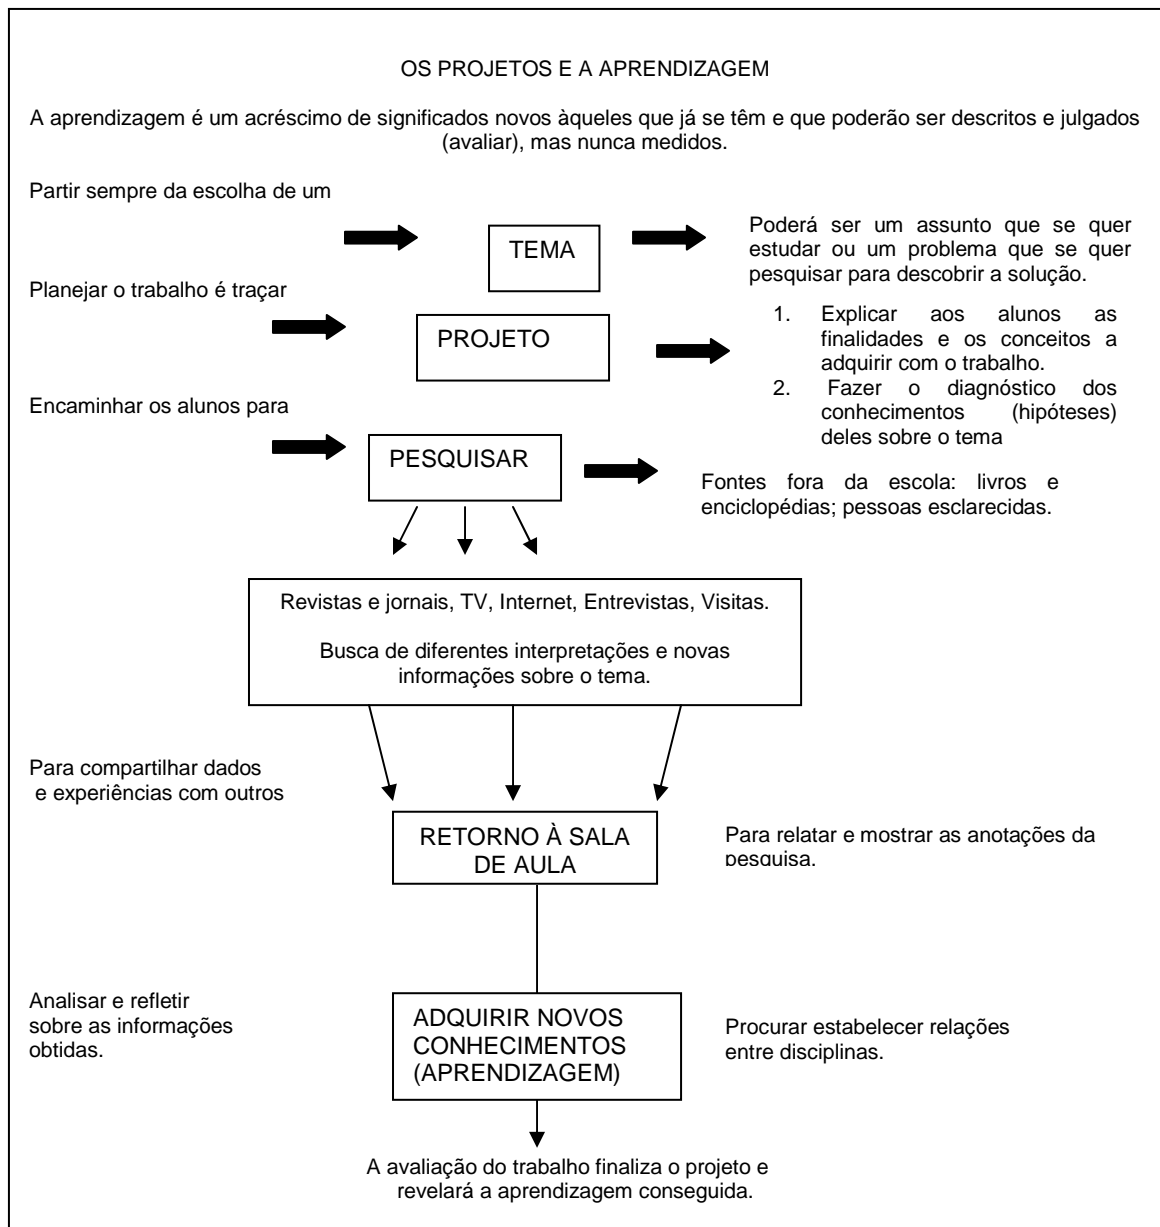 OS PROJETOS E A APRENDIZAGEM
A aprendizagem é um acréscimo de significados novos àqueles que já se têm e que poderão ser descritos e julgados
(avaliar), mas nunca medidos.
Partir sempre da escolha de um
TEMA
Poderá ser um assunto que se quer
estudar ou um problema que se quer
pesquisar para descobrir a solução.
Planejar o trabalho é traçar
PROJETO
1. Explicar aos alunos as
finalidades e os conceitos a
adquirir com o trabalho.
2. Fazer o diagnóstico dos
conhecimentos (hipóteses)
deles sobre o tema
Encaminhar os alunos para
PESQUISAR
Fontes fora da escola: livros e
enciclopédias; pessoas esclarecidas.
Revistas e jornais, TV, Internet, Entrevistas, Visitas.
Busca de diferentes interpretações e novas
informações sobre o tema.
Para compartilhar dados
e experiências com outros
RETORNO À SALA
DE AULA
Para relatar e mostrar as anotações da
pesquisa.
Analisar e refletir
sobre as informações
obtidas.
ADQUIRIR NOVOS
CONHECIMENTOS
(APRENDIZAGEM)
Procurar estabelecer relações
entre disciplinas.
A avaliação do trabalho finaliza o projeto e
revelará a aprendizagem conseguida.